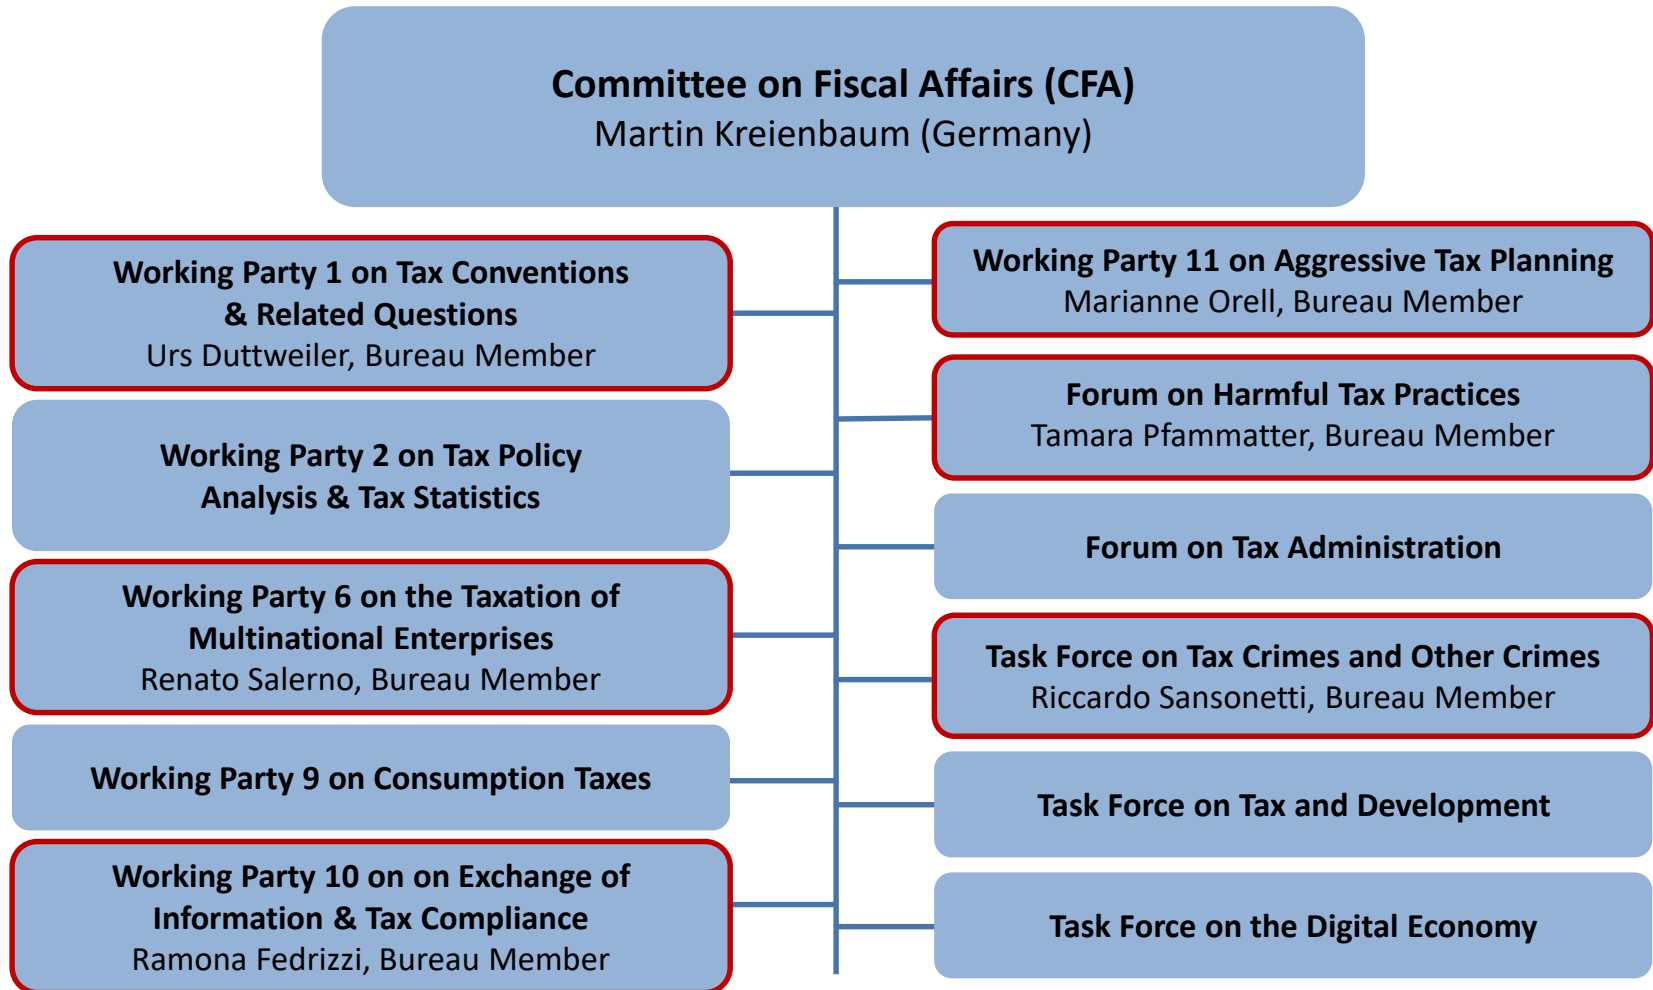 Committee on Fiscal Affairs (CFA)
Martin Kreienbaum (Germany)
Working Party 1 on Tax Conventions
& Related Questions
Urs Duttweiler, Bureau Member
Working Party 2 on Tax Policy
Analysis & Tax Statistics
Working Party 6 on the Taxation of
Multinational Enterprises
Renato Salerno, Bureau Member
Working Party 9 on Consumption Taxes
Working Party 10 on on Exchange of
Information & Tax Compliance
Ramona Fedrizzi, Bureau Member
Working Party 11 on Aggressive Tax Planning
Marianne Orell, Bureau Member
Forum on Harmful Tax Practices
Tamara Pfammatter, Bureau Member
Forum on Tax Administration
Task Force on Tax Crimes and Other Crimes
Riccardo Sansonetti, Bureau Member
Task Force on Tax and Development
Task Force on the Digital Economy